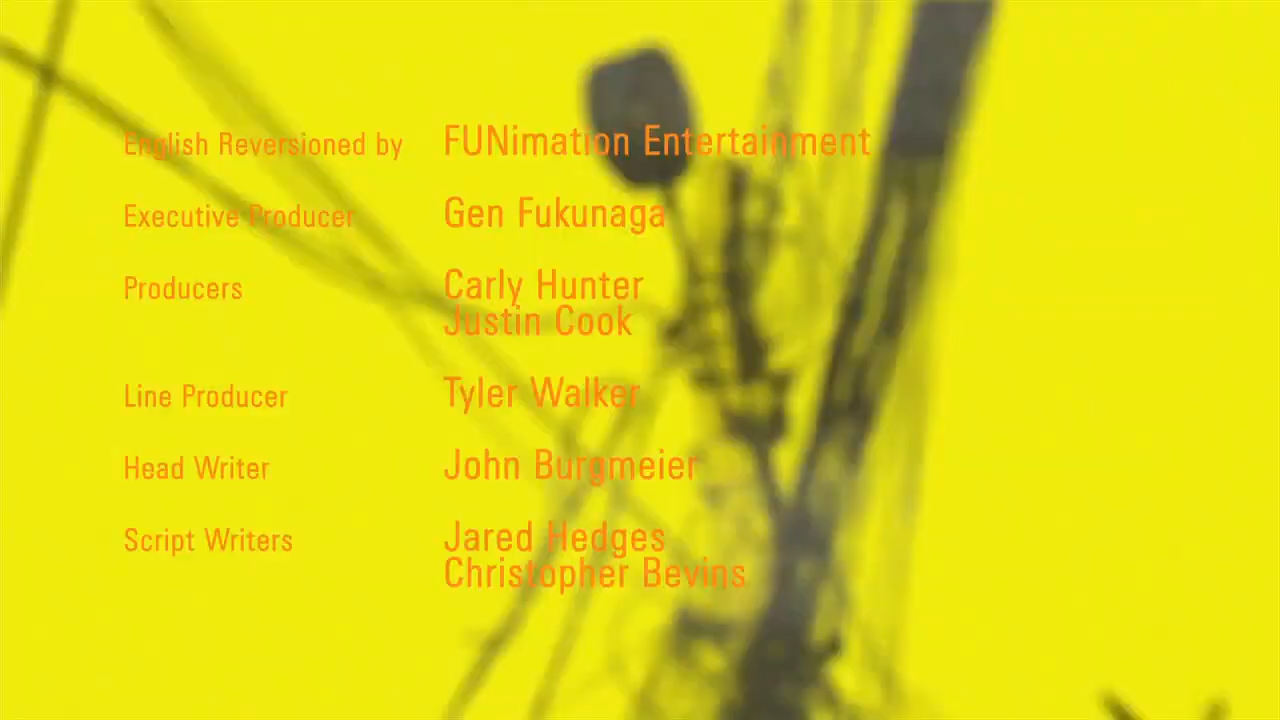 English Reversioned by FUNimation Entertainment
Executive Producer Gen Fukunaga
Producers Carly Hunter
Justin Cook
Line Producer Tyler Walker
Head Writer John Burgmeier
Script Writers Jared Hedges
Christopher Bevins